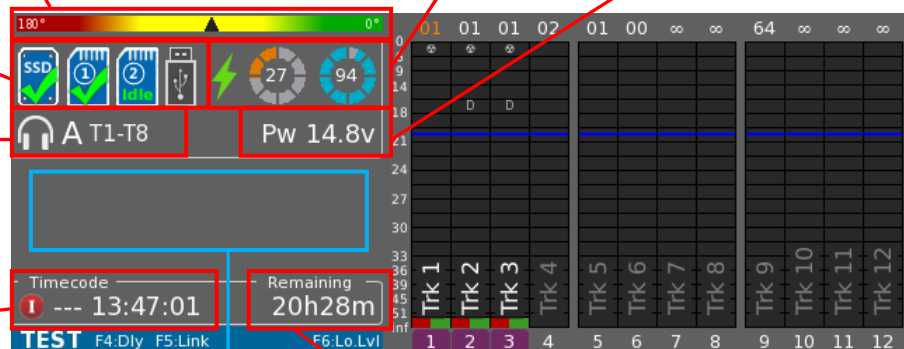 180° 0°
SSD 1 2 Idle 27 94
A T1-T8 Pw 14.8v
Timecode Remaining
I --- 13:47:01 20h28m
TEST F4:Dly F5:Link F6:Lo.Lvl
01 01 01 02 01 00 ∞ ∞ 64 ∞ ∞ ∞
0
9
14
18 D D
21
24
27
30
33
36
39
45
51
inf
Trk 1 Trk 2 Trk 3 Trk 4 Trk 5 Trk 6 Trk 7 Trk 8 Trk 9 Trk 10 Trk 11 Trk 12
1 2 3 4 5 6 7 8 9 10 11 12